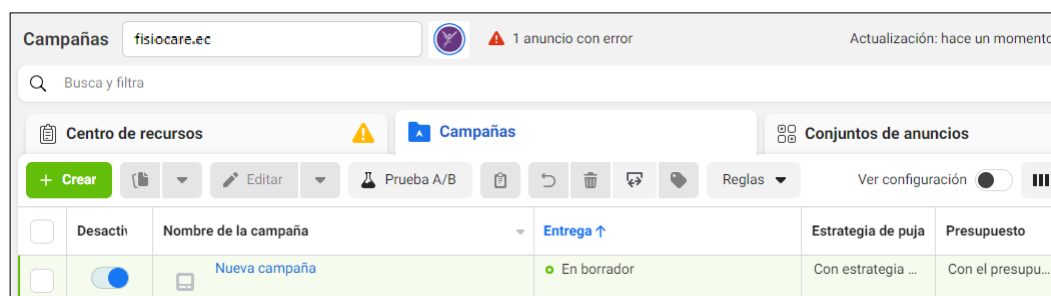 Campañas fisiocare.ec 1 anuncio con error Actualización: hace un momento
Busca y filtra
Centro de recursos Campañas Conjuntos de anuncios
+ Crear Editar Prueba A/B Reglas Ver configuración
Desactiv Nombre de la campaña Entrega ↑ Estrategia de puja Presupuesto
Nueva campaña En borrador Con estrategia ... Con el presupu...